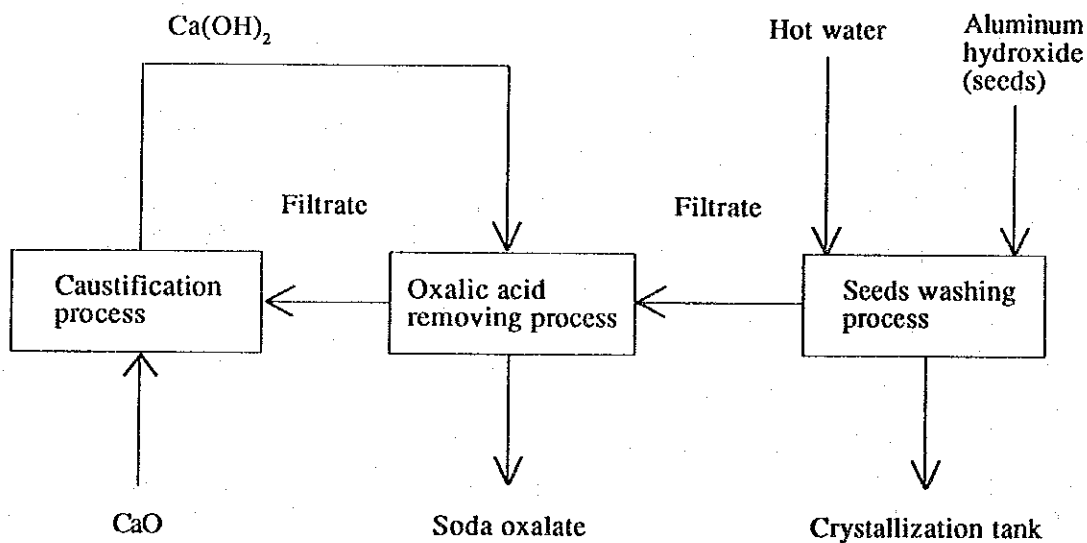 Ca(OH)₂
Hot water
Aluminum
hydroxide
(seeds)
Filtrate
Filtrate
Caustification
process
Oxalic acid
removing process
Seeds washing
process
CaO
Soda oxalate
Crystallization tank